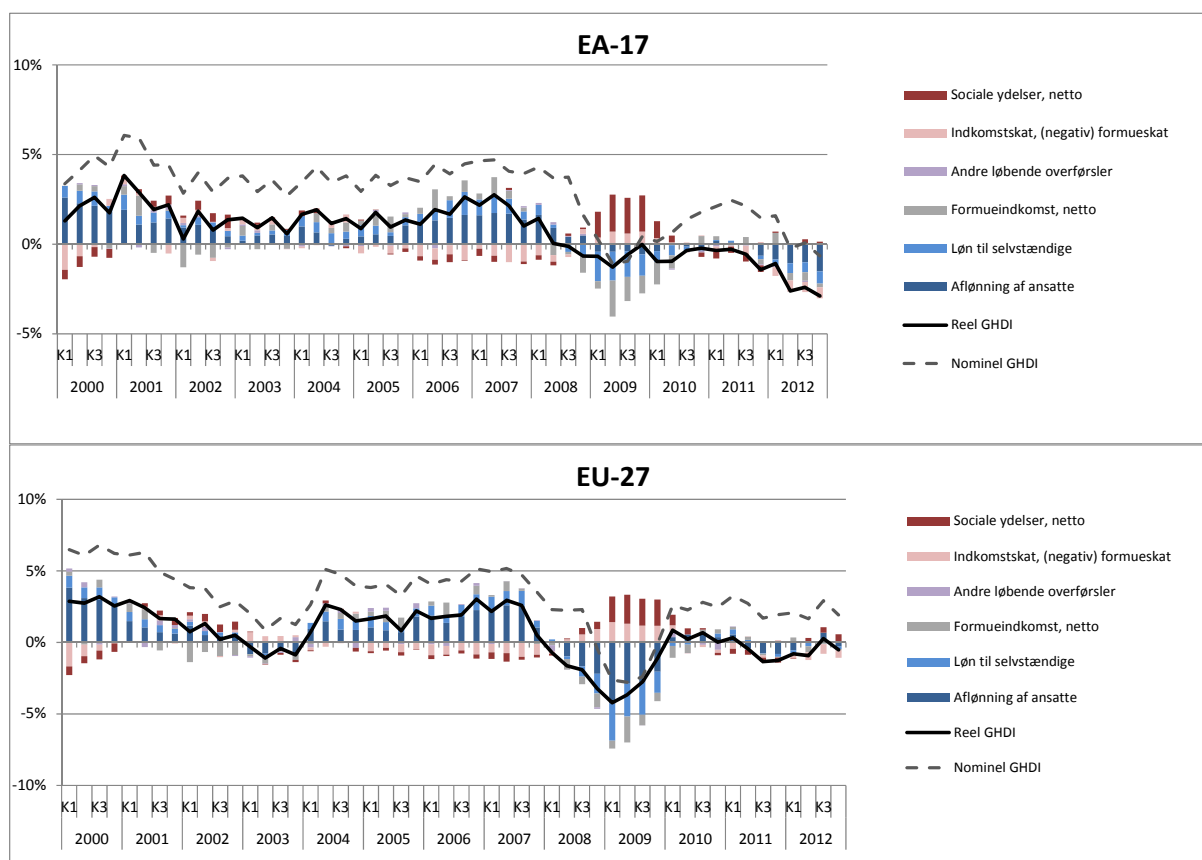 EA-17
10%
5%
0%
-5%
K1 K3 K1 K3 K1 K3 K1 K3 K1 K3 K1 K3 K1 K3 K1 K3 K1 K3 K1 K3 K1 K3 K1 K3 K1 K3
2000 2001 2002 2003 2004 2005 2006 2007 2008 2009 2010 2011 2012
Sociale ydelser, netto
Indkomstskat, (negativ) formueskat
Andre løbende overførsler
Formueindkomst, netto
Løn til selvstændige
Aflønning af ansatte
Reel GHDI
Nominel GHDI
EU-27
10%
5%
0%
-5%
-10%
K1 K3 K1 K3 K1 K3 K1 K3 K1 K3 K1 K3 K1 K3 K1 K3 K1 K3 K1 K3 K1 K3 K1 K3 K1 K3
2000 2001 2002 2003 2004 2005 2006 2007 2008 2009 2010 2011 2012
Sociale ydelser, netto
Indkomstskat, (negativ) formueskat
Andre løbende overførsler
Formueindkomst, netto
Løn til selvstændige
Aflønning af ansatte
Reel GHDI
Nominel GHDI